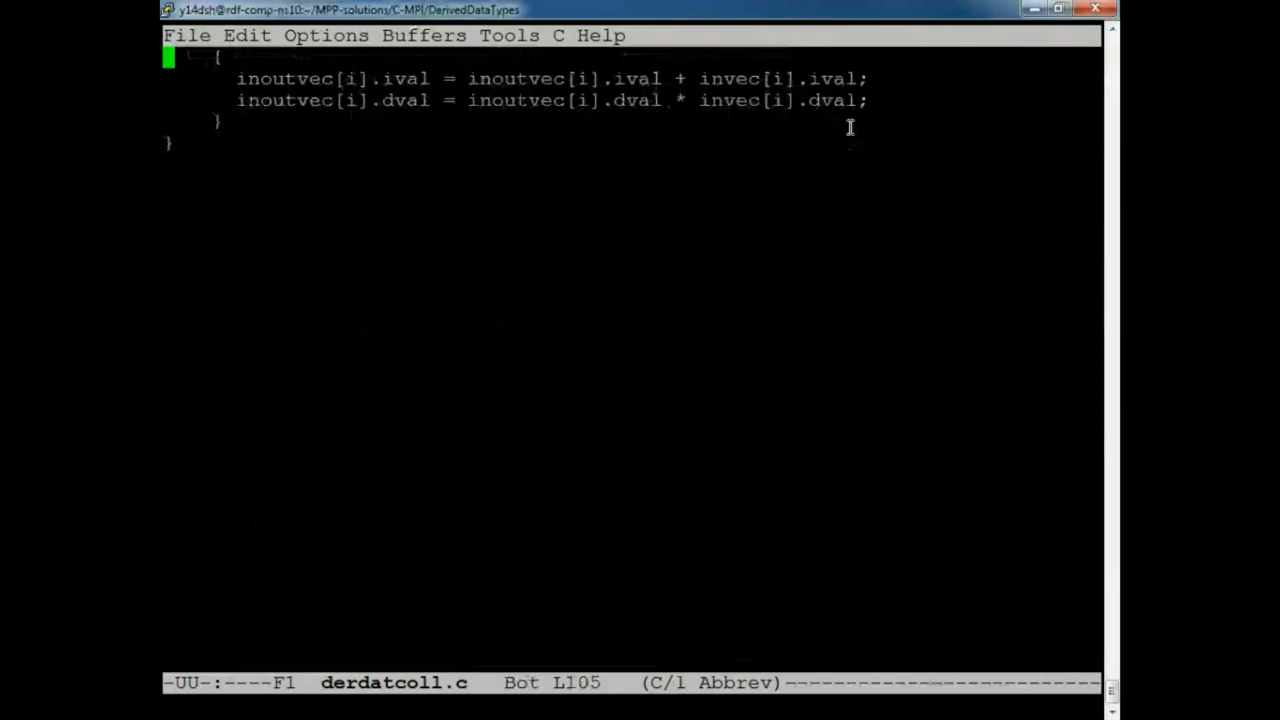 y14dsh@rdf-comp-ns10:~/MPP-solutions/C-MPI/DerivedDataTypes
File Edit Options Buffers Tools C Help
{
inoutvec[i].ival = inoutvec[i].ival + invec[i].ival;
inoutvec[i].dval = inoutvec[i].dval * invec[i].dval;
}
}
-UU-:----F1  derdatcoll.c   Bot L105   (C/l Abbrev)--------------------------